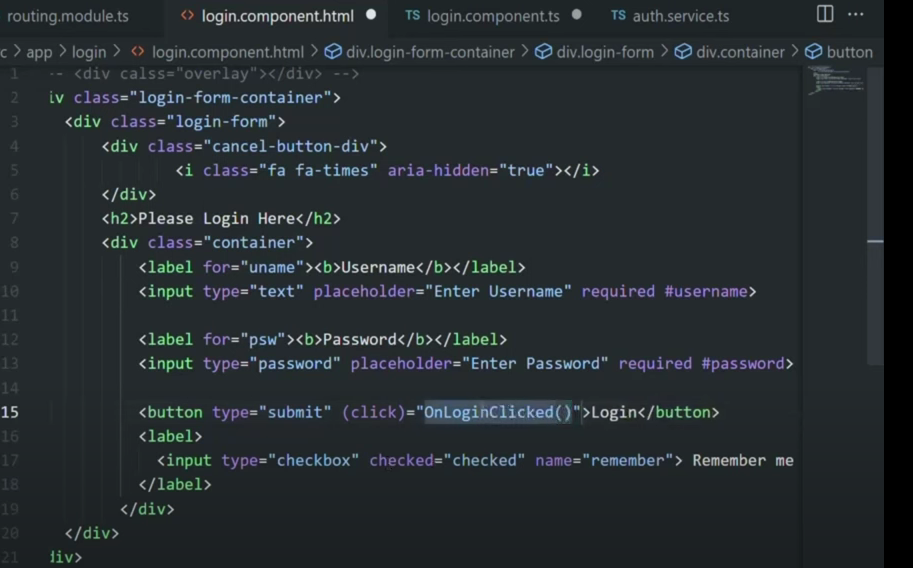 routing.module.ts <> login.component.html TS login.component.ts TS auth.service.ts
c > app > login > <> login.component.html > div.login-form-container > div.login-form > div.container > button
1 -- <div calss="overlay"></div> -->
2 iv class="login-form-container">
3 <div class="login-form">
4 <div class="cancel-button-div">
5 <i class="fa fa-times" aria-hidden="true"></i>
6 </div>
7 <h2>Please Login Here</h2>
8 <div class="container">
9 <label for="uname"><b>Username</b></label>
10 <input type="text" placeholder="Enter Username" required #username>
11
12 <label for="psw"><b>Password</b></label>
13 <input type="password" placeholder="Enter Password" required #password>
14
15 <button type="submit" (click)="OnLoginClicked()">Login</button>
16 <label>
17 <input type="checkbox" checked="checked" name="remember"> Remember me
18 </label>
19 </div>
20 </div>
21 div>